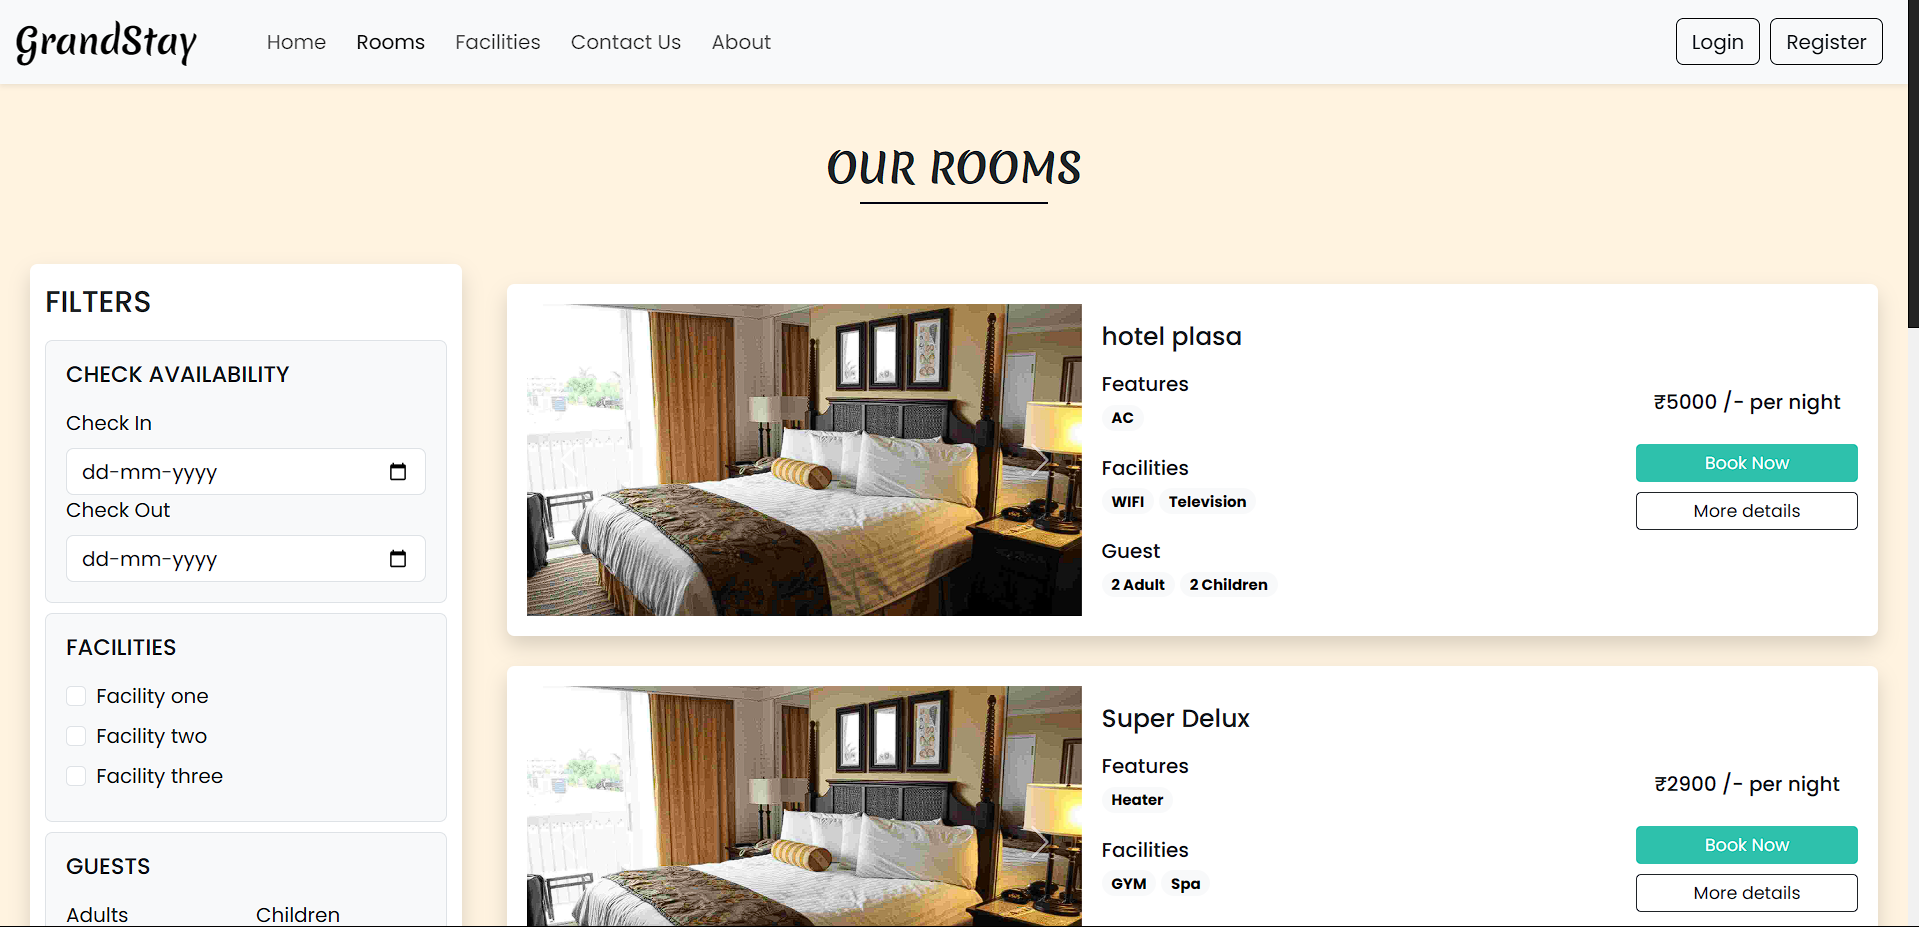 GrandStay
Home Rooms Facilities Contact Us About
Login Register
OUR ROOMS
FILTERS
CHECK AVAILABILITY
Check In
dd-mm-yyyy
Check Out
dd-mm-yyyy
FACILITIES
Facility one
Facility two
Facility three
GUESTS
Adults Children
hotel plasa
Features
AC
Facilities
WIFI Television
Guest
2 Adult 2 Children
₹5000 /- per night
Book Now
More details
Super Delux
Features
Heater
Facilities
GYM Spa
₹2900 /- per night
Book Now
More details